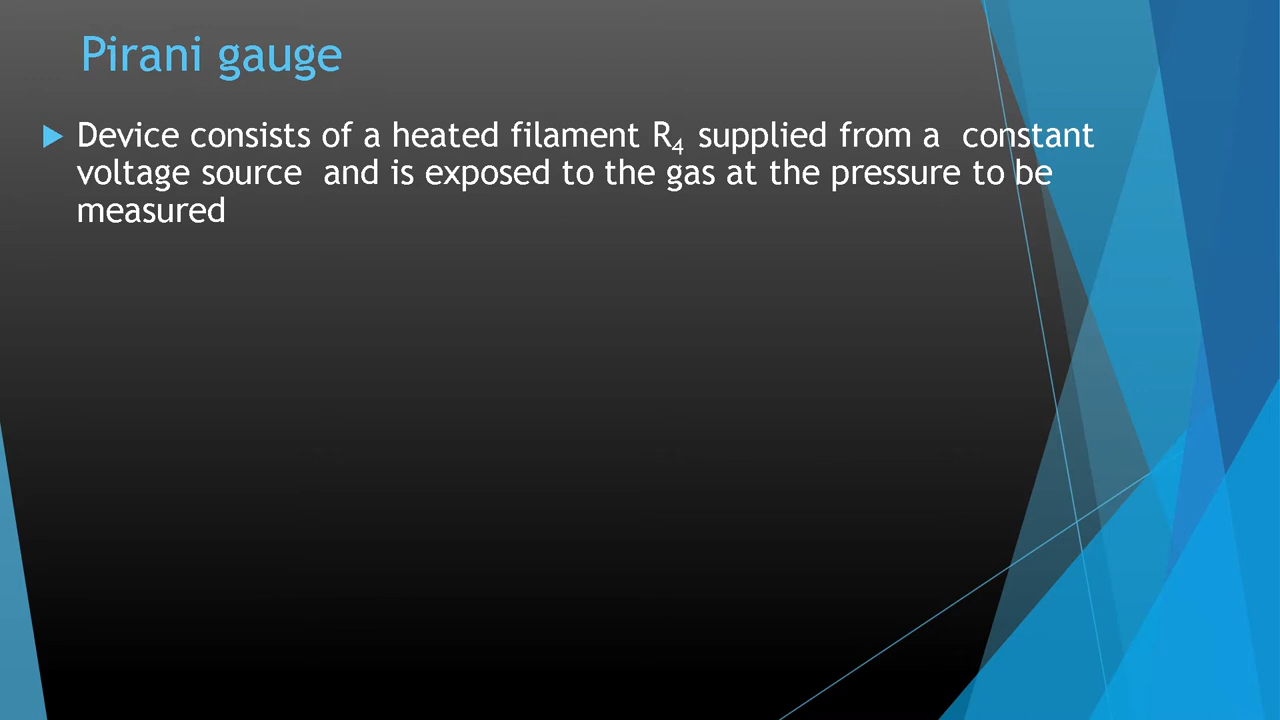 Pirani gauge
Device consists of a heated filament R₄ supplied from a constant
voltage source and is exposed to the gas at the pressure to be
measured